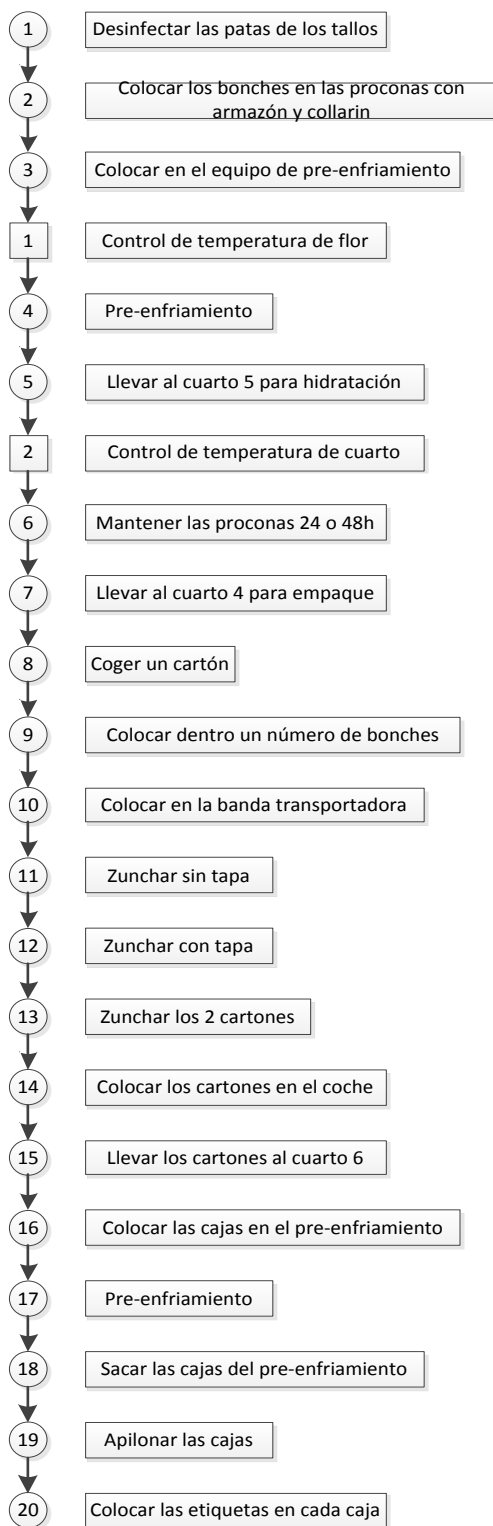 1 Desinfectar las patas de los tallos
2 Colocar los bonches en las proconas con
armazón y collarin
3 Colocar en el equipo de pre-enfriamiento
1 Control de temperatura de flor
4 Pre-enfriamiento
5 Llevar al cuarto 5 para hidratación
2 Control de temperatura de cuarto
6 Mantener las proconas 24 o 48h
7 Llevar al cuarto 4 para empaque
8 Coger un cartón
9 Colocar dentro un número de bonches
10 Colocar en la banda transportadora
11 Zunchar sin tapa
12 Zunchar con tapa
13 Zunchar los 2 cartones
14 Colocar los cartones en el coche
15 Llevar los cartones al cuarto 6
16 Colocar las cajas en el pre-enfriamiento
17 Pre-enfriamiento
18 Sacar las cajas del pre-enfriamiento
19 Apilonar las cajas
20 Colocar las etiquetas en cada caja